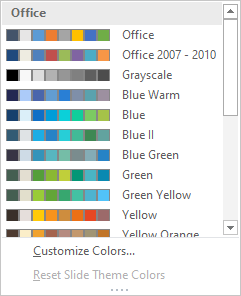 Office
Office
Office 2007 - 2010
Grayscale
Blue Warm
Blue
Blue II
Blue Green
Green
Green Yellow
Yellow
Yellow Orange
Customize Colors...
Reset Slide Theme Colors